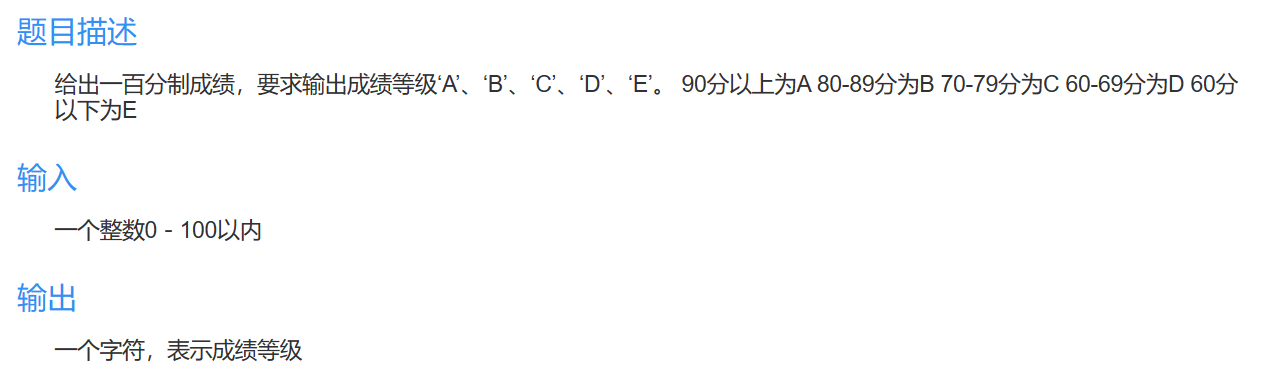 题目描述
给出一百分制成绩，要求输出成绩等级‘A’、‘B’、‘C’、‘D’、‘E’。 90分以上为A 80-89分为B 70-79分为C 60-69分为D 60分
以下为E
输入
一个整数0－100以内
输出
一个字符，表示成绩等级